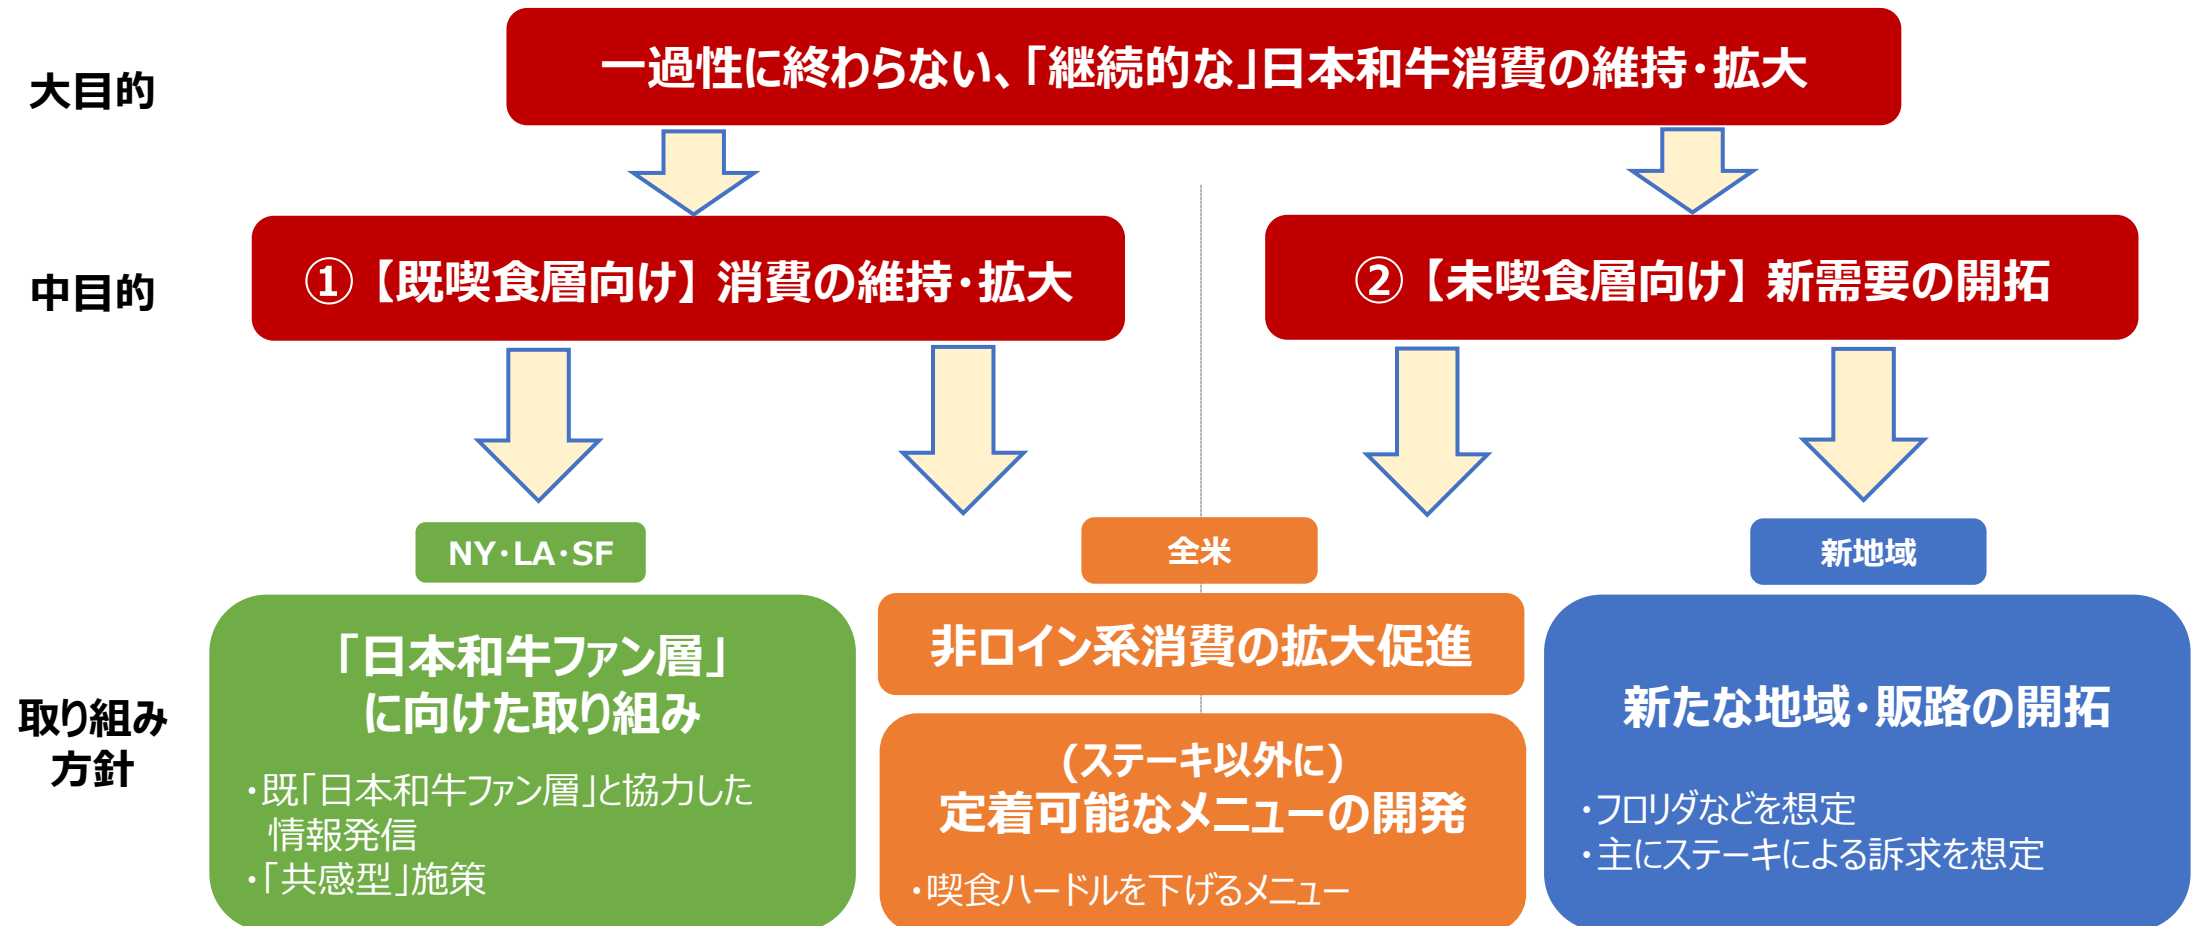 大目的
一過性に終わらない、「継続的な」日本和牛消費の維持・拡大
中目的
①【既喫食層向け】消費の維持・拡大
②【未喫食層向け】新需要の開拓
取り組み
方針
NY・LA・SF
「日本和牛ファン層」
に向けた取り組み
・既「日本和牛ファン層」と協力した
情報発信
・「共感型」施策
全米
非ロイン系消費の拡大促進
(ステーキ以外に)
定着可能なメニューの開発
・喫食ハードルを下げるメニュー
新地域
新たな地域・販路の開拓
・フロリダなどを想定
・主にステーキによる訴求を想定